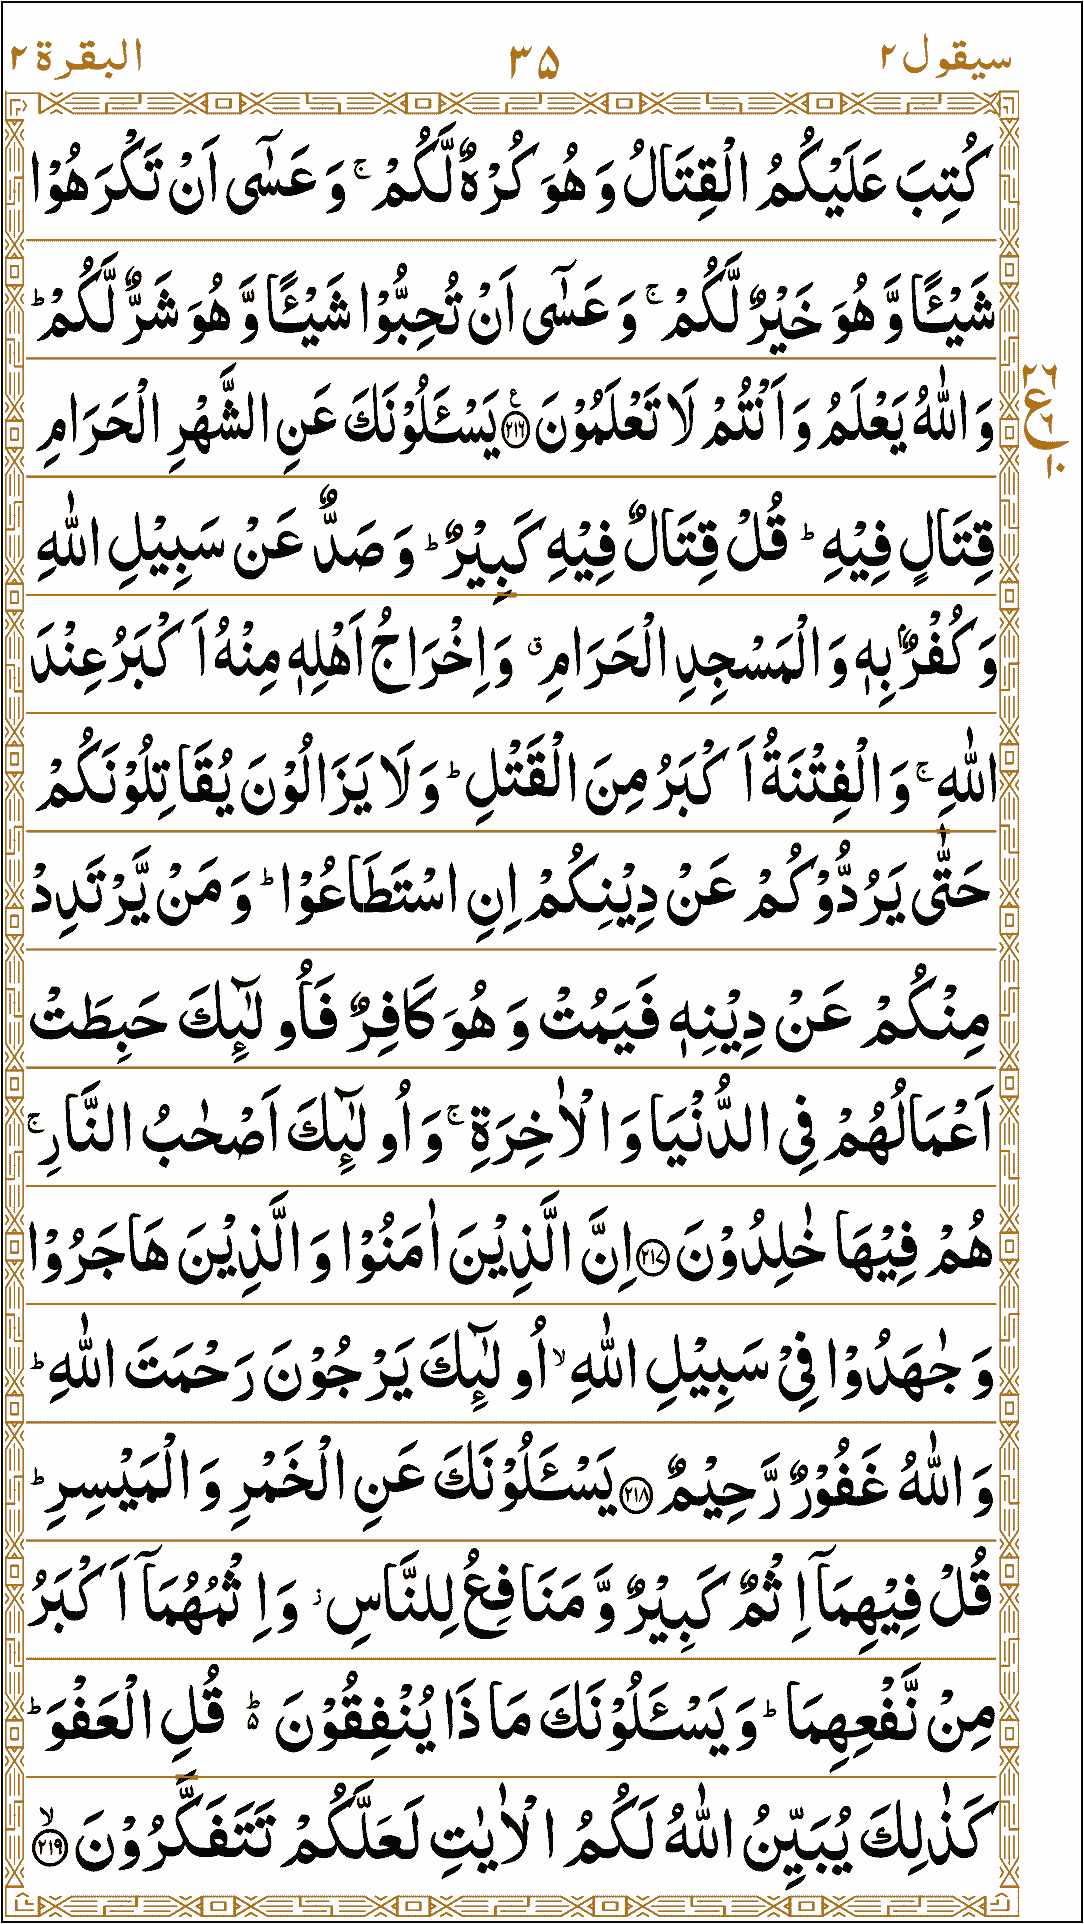 سيقول ٢ ٣٥ البقرة ٢
كُتِبَ عَلَيْكُمُ الْقِتَالُ وَ هُوَ كُرْهٌ لَّكُمْ ۚ وَ عَسٰۤى اَنْ تَكْرَهُوْا
شَيْـًٔا وَّ هُوَ خَيْرٌ لَّكُمْ ۚ وَ عَسٰۤى اَنْ تُحِبُّوْا شَيْـًٔا وَّ هُوَ شَرٌّ لَّكُمْ ؕ
وَ اللّٰهُ يَعْلَمُ وَ اَنْتُمْ لَا تَعْلَمُوْنَ ۧ ﴿٢١٦﴾ يَسْـَٔلُوْنَكَ عَنِ الشَّهْرِ الْحَرَامِ
٢٦ ع ٦ ١٠
قِتَالٍ فِيْهِ ؕ قُلْ قِتَالٌ فِيْهِ كَبِيْرٌ ؕ وَ صَدٌّ عَنْ سَبِيْلِ اللّٰهِ
وَ كُفْرٌۢ بِهٖ وَ الْمَسْجِدِ الْحَرَامِ ۗ وَ اِخْرَاجُ اَهْلِهٖ مِنْهُ اَكْبَرُ عِنْدَ
اللّٰهِ ۚ وَ الْفِتْنَةُ اَكْبَرُ مِنَ الْقَتْلِ ؕ وَ لَا يَزَالُوْنَ يُقَاتِلُوْنَكُمْ
حَتّٰى يَرُدُّوْكُمْ عَنْ دِيْنِكُمْ اِنِ اسْتَطَاعُوْا ؕ وَ مَنْ يَّرْتَدِدْ
مِنْكُمْ عَنْ دِيْنِهٖ فَيَمُتْ وَ هُوَ كَافِرٌ فَاُولٰٓىِٕكَ حَبِطَتْ
اَعْمَالُهُمْ فِى الدُّنْيَا وَ الْاٰخِرَةِ ۚ وَ اُولٰٓىِٕكَ اَصْحٰبُ النَّارِ ۚ
هُمْ فِيْهَا خٰلِدُوْنَ ﴿٢١٧﴾ اِنَّ الَّذِيْنَ اٰمَنُوْا وَ الَّذِيْنَ هَاجَرُوْا
وَ جٰهَدُوْا فِىْ سَبِيْلِ اللّٰهِ ۙ اُولٰٓىِٕكَ يَرْجُوْنَ رَحْمَتَ اللّٰهِ ؕ
وَ اللّٰهُ غَفُوْرٌ رَّحِيْمٌ ﴿٢١٨﴾ يَسْـَٔلُوْنَكَ عَنِ الْخَمْرِ وَ الْمَيْسِرِ ؕ
قُلْ فِيْهِمَاۤ اِثْمٌ كَبِيْرٌ وَّ مَنَافِعُ لِلنَّاسِ ؗ وَ اِثْمُهُمَاۤ اَكْبَرُ
مِنْ نَّفْعِهِمَا ؕ وَ يَسْـَٔلُوْنَكَ مَا ذَا يُنْفِقُوْنَ ؕ۬ قُلِ الْعَفْوَ ؕ
كَذٰلِكَ يُبَيِّنُ اللّٰهُ لَكُمُ الْاٰيٰتِ لَعَلَّكُمْ تَتَفَكَّرُوْنَ ۙ ﴿٢١٩﴾